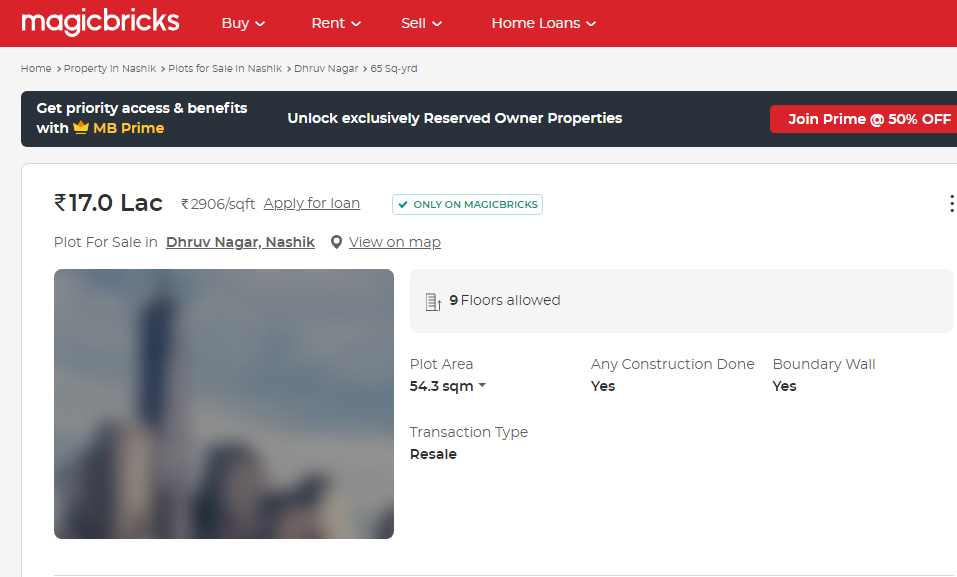 magicbricks
Buy Rent Sell Home Loans
Home > Property in Nashik > Plots for Sale in Nashik > Dhruv Nagar > 65 Sq-yrd
Get priority access & benefits
with MB Prime
Unlock exclusively Reserved Owner Properties
Join Prime @ 50% OFF
₹17.0 Lac ₹2906/sqft Apply for loan ONLY ON MAGICBRICKS
Plot For Sale in Dhruv Nagar, Nashik View on map
9 Floors allowed
Plot Area Any Construction Done Boundary Wall
54.3 sqm Yes Yes
Transaction Type
Resale